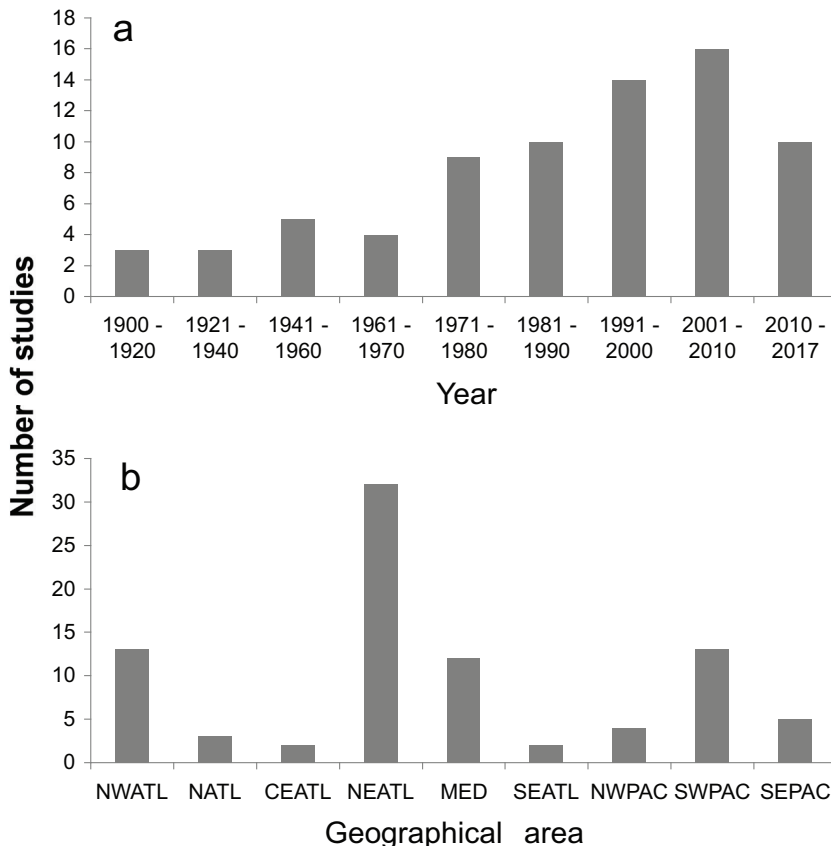 a
18
16
14
12
10
8
6
4
2
0
1900 - 1920
1921 - 1940
1941 - 1960
1961 - 1970
1971 - 1980
1981 - 1990
1991 - 2000
2001 - 2010
2010 - 2017
Year
Number of studies
b
35
30
25
20
15
10
5
0
NWATL NATL CEATL NEATL MED SEATL NWPAC SWPAC SEPAC
Geographical area